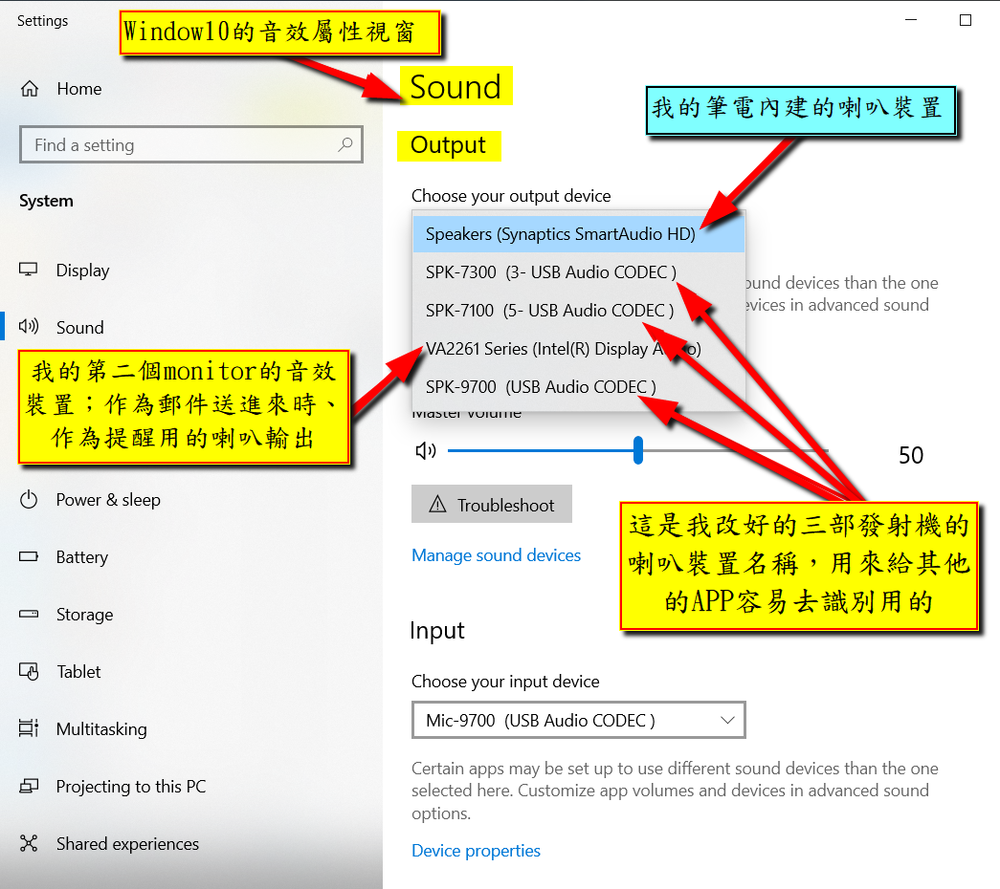 Settings
Window10的音效屬性視窗
Home
Sound
我的筆電內建的喇叭裝置
Find a setting
Output
System
Choose your output device
Speakers (Synaptics SmartAudio HD)
Display
SPK-7300 (3- USB Audio CODEC )
ound devices than the one
SPK-7100 (5- USB Audio CODEC )
evices in advanced sound
Sound
VA2261 Series (Intel(R) Display A o)
我的第二個monitor的音效
裝置；作為郵件送進來時、
作為提醒用的喇叭輸出
SPK-9700 (USB Audio CODEC )
Master volume
50
Power & sleep
Troubleshoot
這是我改好的三部發射機的
喇叭裝置名稱，用來給其他
的APP容易去識別用的
Battery
Manage sound devices
Storage
Input
Tablet
Choose your input device
Multitasking
Mic-9700 (USB Audio CODEC )
Projecting to this PC
Certain apps may be set up to use different sound devices than the one
selected here. Customize app volumes and devices in advanced sound
options.
Shared experiences
Device properties